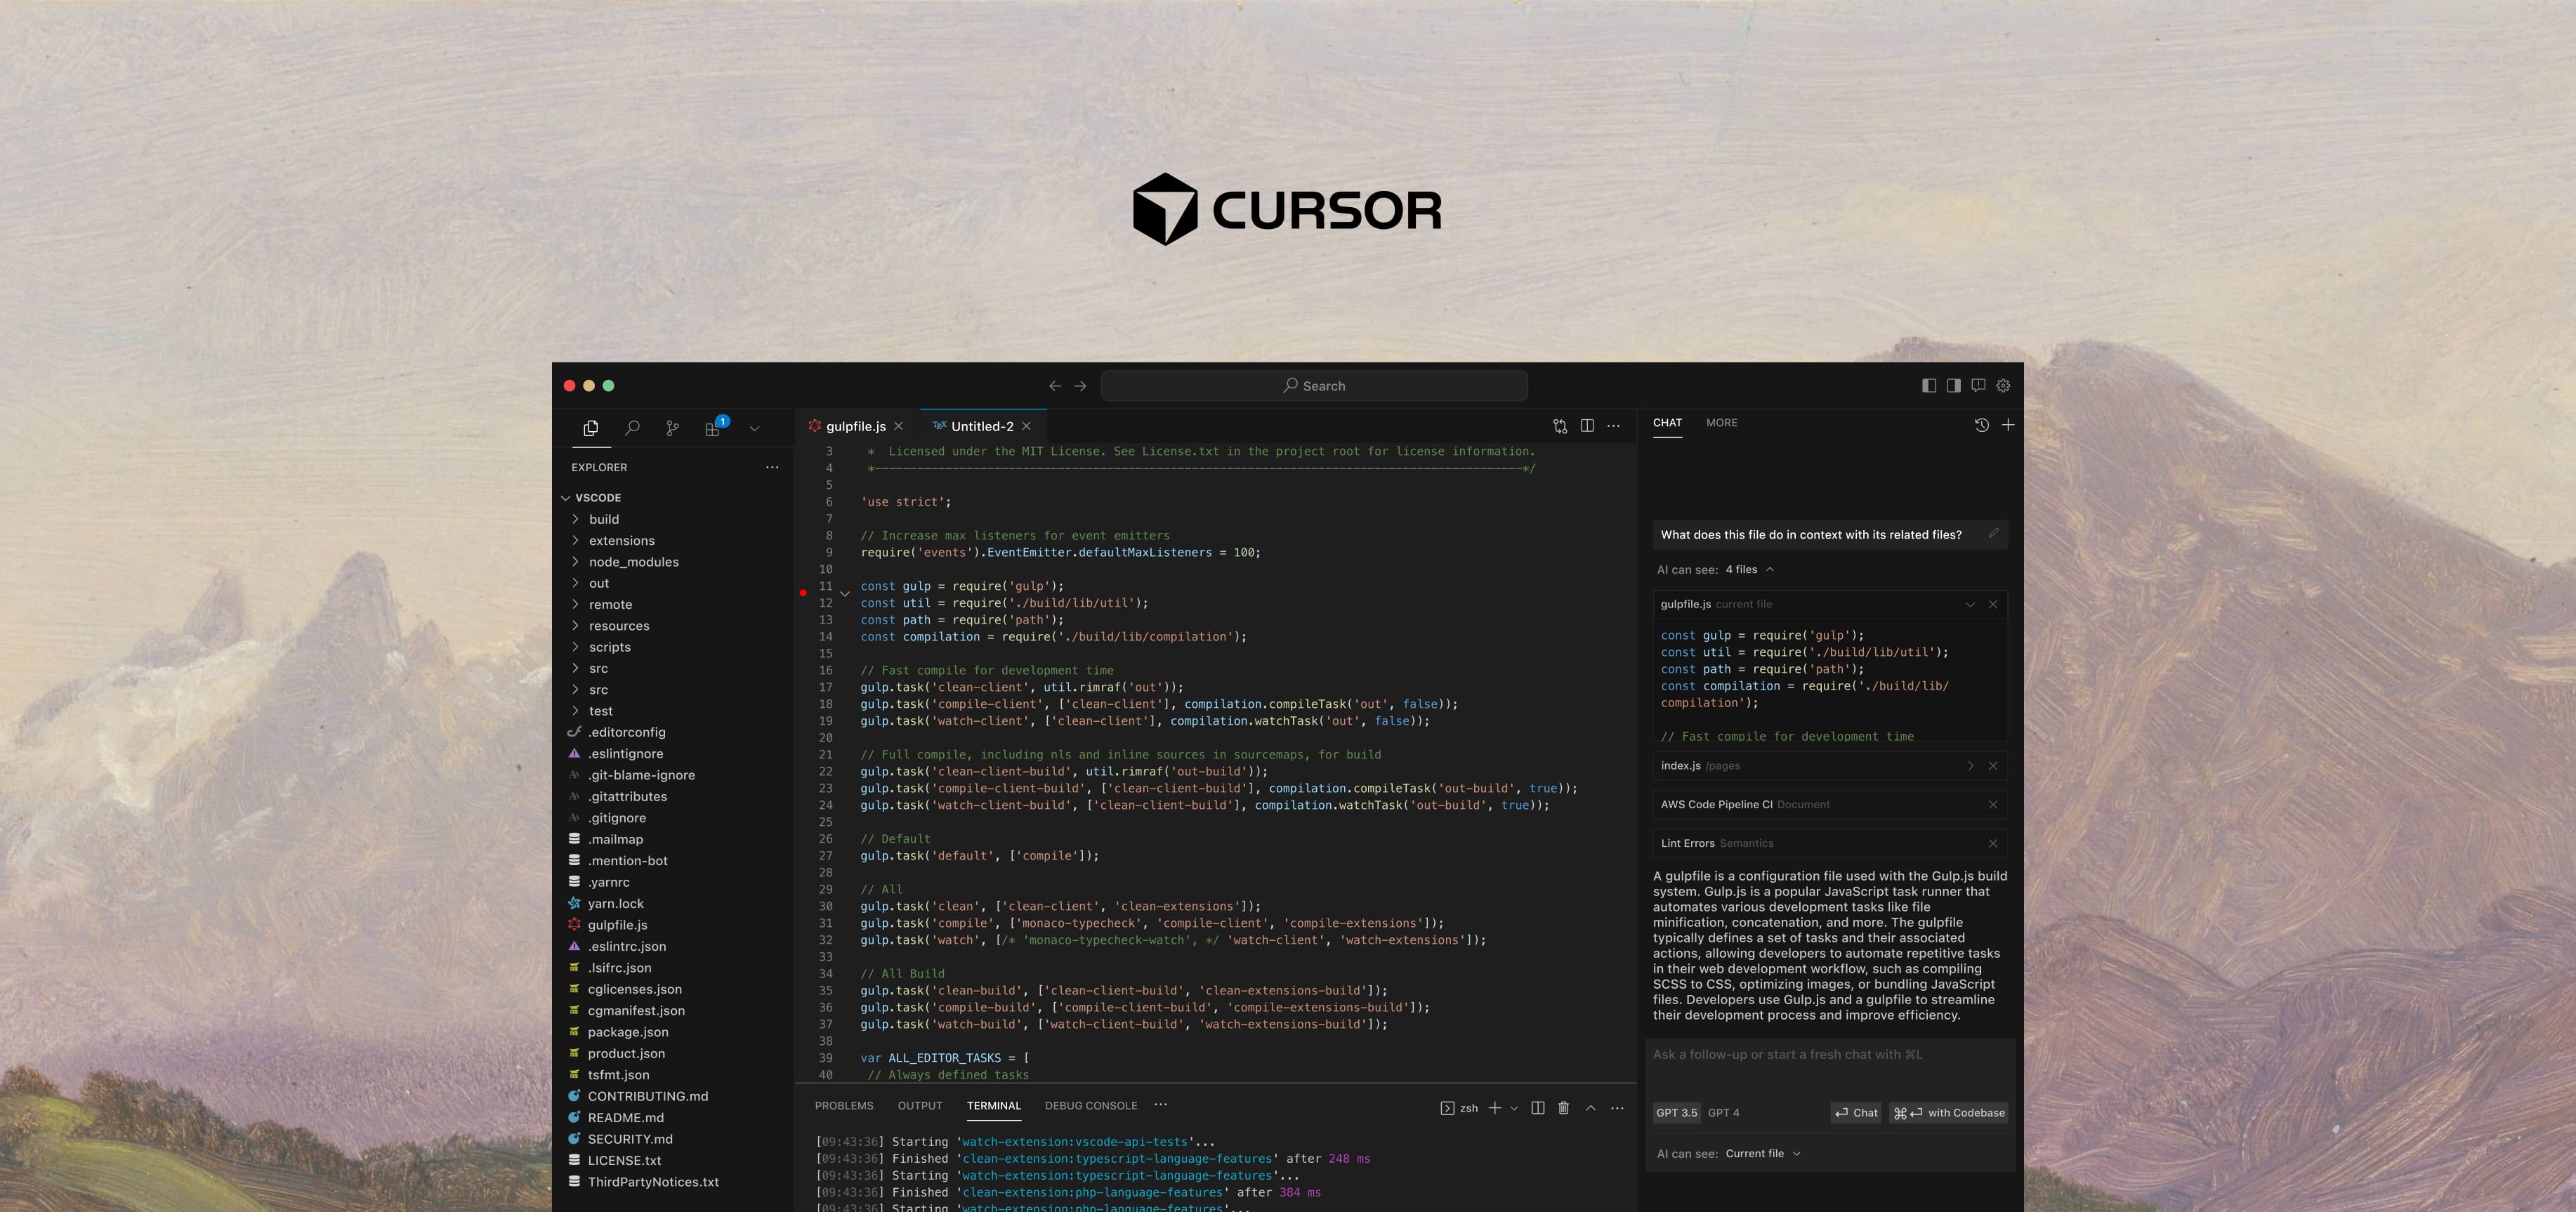 CURSOR
Search
1
EXPLORER
VSCODE
build
extensions
node_modules
out
remote
resources
scripts
src
src
test
.editorconfig
.eslintignore
.git-blame-ignore
.gitattributes
.gitignore
.mailmap
.mention-bot
.yarnrc
yarn.lock
gulpfile.js
.eslintrc.json
.lsifrc.json
cglicenses.json
cgmanifest.json
package.json
product.json
tsfmt.json
CONTRIBUTING.md
README.md
SECURITY.md
LICENSE.txt
ThirdPartyNotices.txt
gulpfile.js
TEX Untitled-2
3 * Licensed under the MIT License. See License.txt in the project root for license information.
4 *--------------------------------------------------------------------------------------------*/
5
6 'use strict';
7
8 // Increase max listeners for event emitters
9 require('events').EventEmitter.defaultMaxListeners = 100;
10
11 const gulp = require('gulp');
12 const util = require('./build/lib/util');
13 const path = require('path');
14 const compilation = require('./build/lib/compilation');
15
16 // Fast compile for development time
17 gulp.task('clean-client', util.rimraf('out'));
18 gulp.task('compile-client', ['clean-client'], compilation.compileTask('out', false));
19 gulp.task('watch-client', ['clean-client'], compilation.watchTask('out', false));
20
21 // Full compile, including nls and inline sources in sourcemaps, for build
22 gulp.task('clean-client-build', util.rimraf('out-build'));
23 gulp.task('compile-client-build', ['clean-client-build'], compilation.compileTask('out-build', true));
24 gulp.task('watch-client-build', ['clean-client-build'], compilation.watchTask('out-build', true));
25
26 // Default
27 gulp.task('default', ['compile']);
28
29 // All
30 gulp.task('clean', ['clean-client', 'clean-extensions']);
31 gulp.task('compile', ['monaco-typecheck', 'compile-client', 'compile-extensions']);
32 gulp.task('watch', [/* 'monaco-typecheck-watch', */ 'watch-client', 'watch-extensions']);
33
34 // All Build
35 gulp.task('clean-build', ['clean-client-build', 'clean-extensions-build']);
36 gulp.task('compile-build', ['compile-client-build', 'compile-extensions-build']);
37 gulp.task('watch-build', ['watch-client-build', 'watch-extensions-build']);
38
39 var ALL_EDITOR_TASKS = [
40 // Always defined tasks
PROBLEMS OUTPUT TERMINAL DEBUG CONSOLE
zsh
[09:43:36] Starting 'watch-extension:vscode-api-tests'...
[09:43:36] Finished 'clean-extension:typescript-language-features' after 248 ms
[09:43:36] Starting 'watch-extension:typescript-language-features'...
[09:43:36] Finished 'clean-extension:php-language-features' after 384 ms
[09:43:36] Starting 'watch-extension:php-language-features'...
CHAT MORE
What does this file do in context with its related files?
AI can see: 4 files
gulpfile.js current file
const gulp = require('gulp');
const util = require('./build/lib/util');
const path = require('path');
const compilation = require('./build/lib/
compilation');
// Fast compile for development time
index.js /pages
AWS Code Pipeline CI Document
Lint Errors Semantics
A gulpfile is a configuration file used with the Gulp.js build
system. Gulp.js is a popular JavaScript task runner that
automates various development tasks like file
minification, concatenation, and more. The gulpfile
typically defines a set of tasks and their associated
actions, allowing developers to automate repetitive tasks
in their web development workflow, such as compiling
SCSS to CSS, optimizing images, or bundling JavaScript
files. Developers use Gulp.js and a gulpfile to streamline
their development process and improve efficiency.
Ask a follow-up or start a fresh chat with ⌘L
GPT 3.5 GPT 4 Chat ⌘ with Codebase
AI can see: Current file